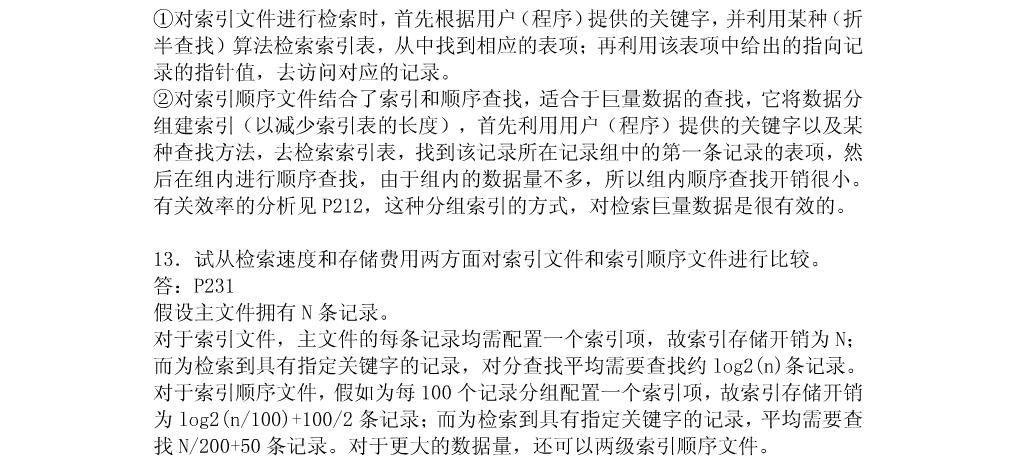 ①对索引文件进行检索时，首先根据用户（程序）提供的关键字，并利用某种（折
半查找）算法检索索引表，从中找到相应的表项；再利用该表项中给出的指向记
录的指针值，去访问对应的记录。
②对索引顺序文件结合了索引和顺序查找，适合于巨量数据的查找，它将数据分
组建索引（以减少索引表的长度），首先利用用户（程序）提供的关键字以及某
种查找方法，去检索索引表，找到该记录所在记录组中的第一条记录的表项，然
后在组内进行顺序查找，由于组内的数据量不多，所以组内顺序查找开销很小。
有关效率的分析见 P212，这种分组索引的方式，对检索巨量数据是很有效的。
13．试从检索速度和存储费用两方面对索引文件和索引顺序文件进行比较。
答：P231
假设主文件拥有 N 条记录。
对于索引文件，主文件的每条记录均需配置一个索引项，故索引存储开销为 N；
而为检索到具有指定关键字的记录，对分查找平均需要查找约 log2(n)条记录。
对于索引顺序文件，假如为每 100 个记录分组配置一个索引项，故索引存储开销
为 log2(n/100)+100/2 条记录；而为检索到具有指定关键字的记录，平均需要查
找 N/200+50 条记录。对于更大的数据量，还可以两级索引顺序文件。